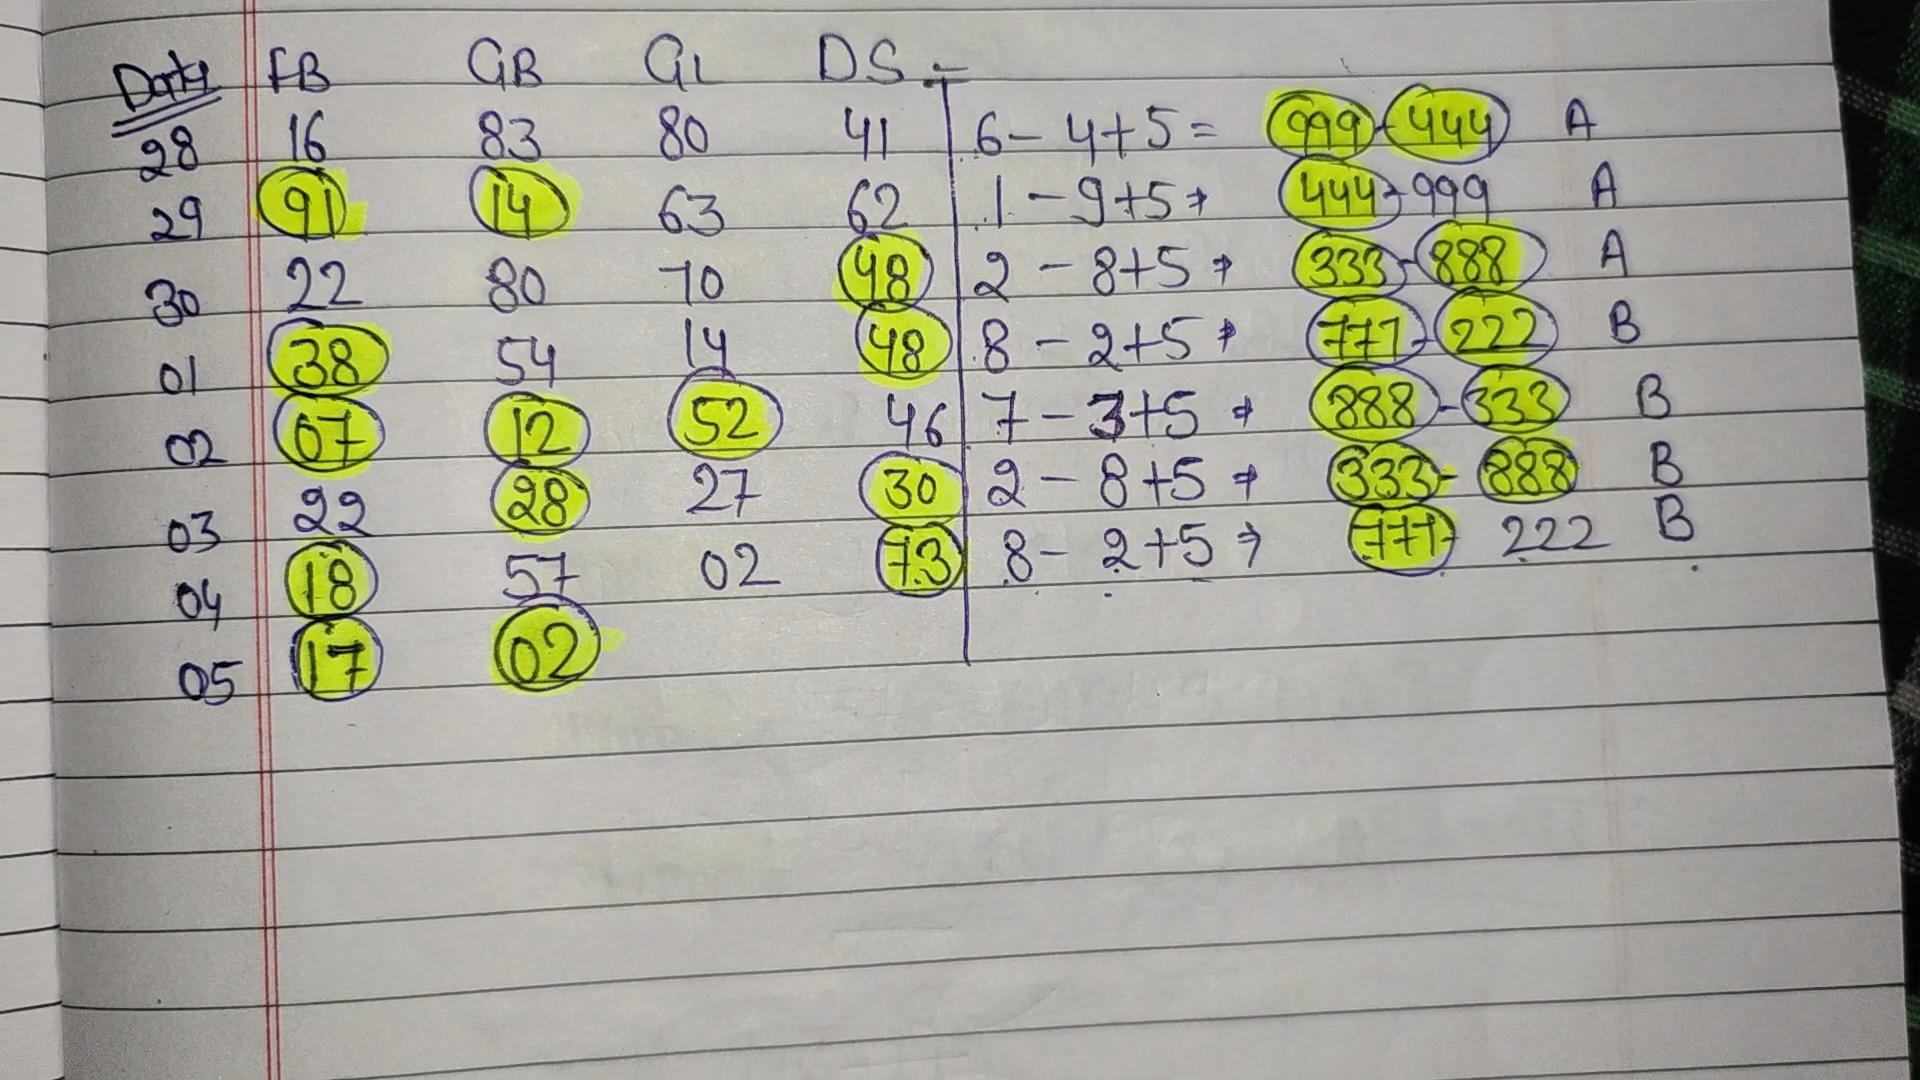 Date FB GB GL DS -
28 16 83 80 41 6 - 4+5 = 999 - 444 A
29 91 14 63 62 1 - 9+5 → 444 - 999 A
30 22 80 70 48 2 - 8+5 → 333 - 888 A
01 38 54 14 48 8 - 2+5 → 777 - 222 B
02 07 12 52 46 7 - 3+5 → 888 - 333 B
03 22 28 27 30 2 - 8+5 → 333 - 888 B
04 18 57 02 73 8 - 2+5 → 777 - 222 B
05 17 02